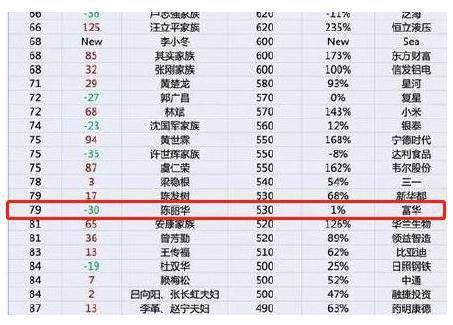 66 -38 卢志强家族 620 -11% 泛海
66 125 汪立平家族 620 235% 恒立液压
68 New 李小冬 600 New Sea
68 85 其实家族 600 173% 东方财富
68 32 张刚家族 600 100% 信发铝电
71 29 黄楚龙 580 93% 星河
72 -27 郭广昌 570 0% 复星
72 68 林斌 570 143% 小米
74 -23 沈国军家族 560 12% 银泰
75 94 黄世霖 550 168% 宁德时代
75 -35 许世辉家族 550 -8% 达利食品
75 87 虞仁荣 550 162% 韦尔股份
78 3 梁稳根 540 54% 三一
79 17 陈发树 530 68% 新华都
79 -30 陈丽华 530 1% 富华
81 65 安康家族 520 126% 华兰生物
81 36 曾芳勤 520 89% 领益智造
83 13 王传福 510 62% 比亚迪
84 -19 杜双华 500 25% 日照钢铁
84 7 赖梅松 500 52% 中通
84 2 吕向阳、张长虹夫妇 500 47% 融捷投资
87 13 李革、赵宁夫妇 490 63% 药明康德